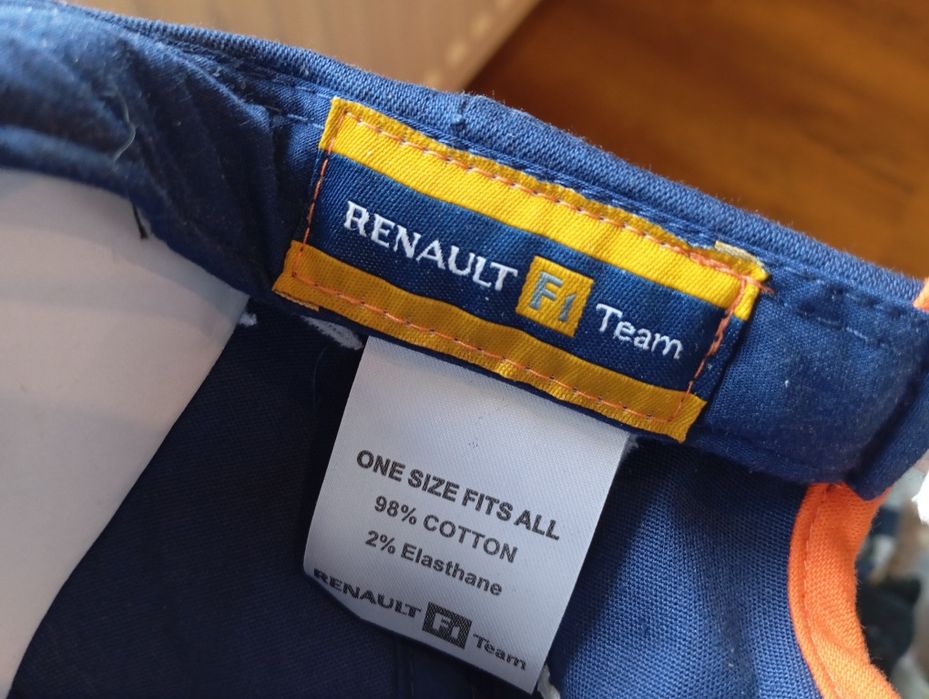 RENAULT F1 Team
ONE SIZE FITS ALL
98% COTTON
2% Elasthane
RENAULT F1 Team